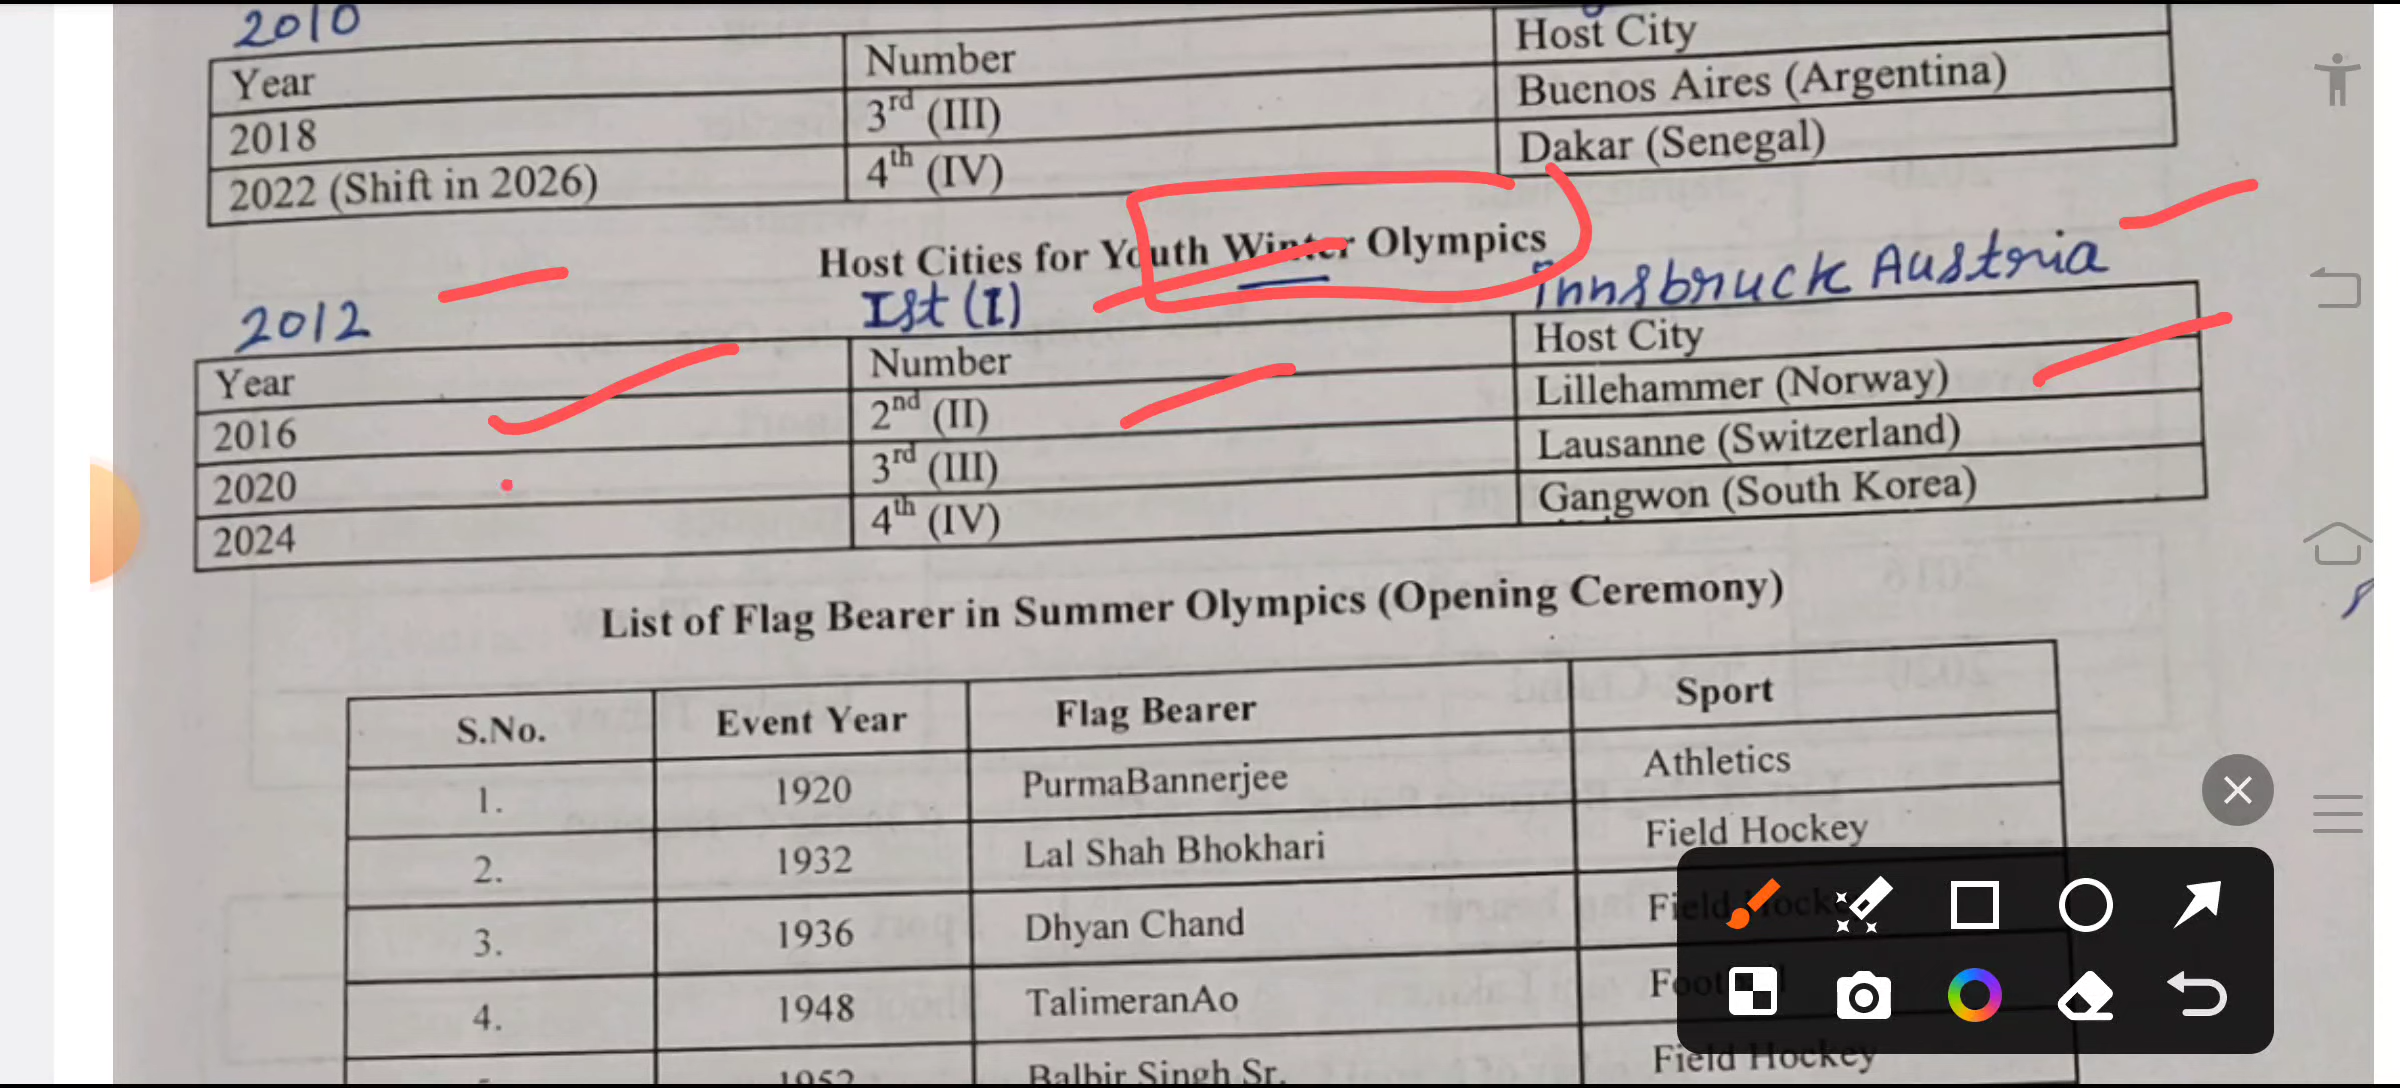 2010
Year Number Host City
2018 3rd (III) Buenos Aires (Argentina)
2022 (Shift in 2026) 4th (IV) Dakar (Senegal)
Host Cities for Youth Winter Olympics
2012 Ist (I) Innsbruck Austria
Year Number Host City
2016 2nd (II) Lillehammer (Norway)
2020 3rd (III) Lausanne (Switzerland)
2024 4th (IV) Gangwon (South Korea)
List of Flag Bearer in Summer Olympics (Opening Ceremony)
S.No. Event Year Flag Bearer Sport
1. 1920 PurmaBannerjee Athletics
2. 1932 Lal Shah Bhokhari Field Hockey
3. 1936 Dhyan Chand Field Hockey
4. 1948 TalimeranAo Football
1952 Balbir Singh Sr. Field Hockey